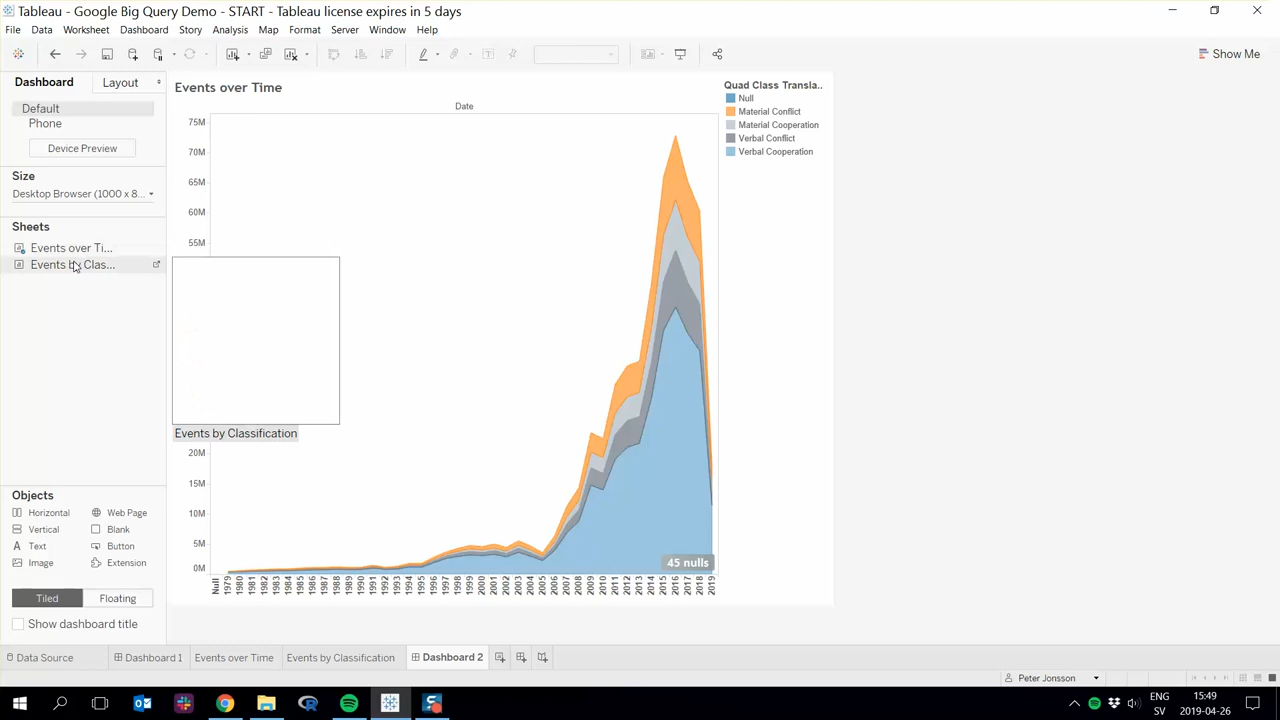 Tableau - Google Big Query Demo - START - Tableau license expires in 5 days
File Data Worksheet Dashboard Story Analysis Map Format Server Window Help
Show Me
Dashboard Layout
Default
Phone
Device Preview
Size
Desktop Browser (1000 x 8...
Sheets
Events over Ti...
Events by Clas...
Objects
Horizontal Web Page
Vertical Blank
Text Button
Image Extension
Tiled Floating
Show dashboard title
Events over Time
Date
75M
70M
65M
60M
55M
20M
15M
10M
5M
0M
Events by Classification
45 nulls
Null 1979 1980 1981 1982 1983 1984 1985 1986 1987 1988 1989 1990 1991 1992 1993 1994 1995 1996 1997 1998 1999 2000 2001 2002 2003 2004 2005 2006 2007 2008 2009 2010 2011 2012 2013 2014 2015 2016 2017 2018 2019
Quad Class Transla..
Null
Material Conflict
Material Cooperation
Verbal Conflict
Verbal Cooperation
Data Source Dashboard 1 Events over Time Events by Classification Dashboard 2
Peter Jonsson
ENG 15:49
SV 2019-04-26